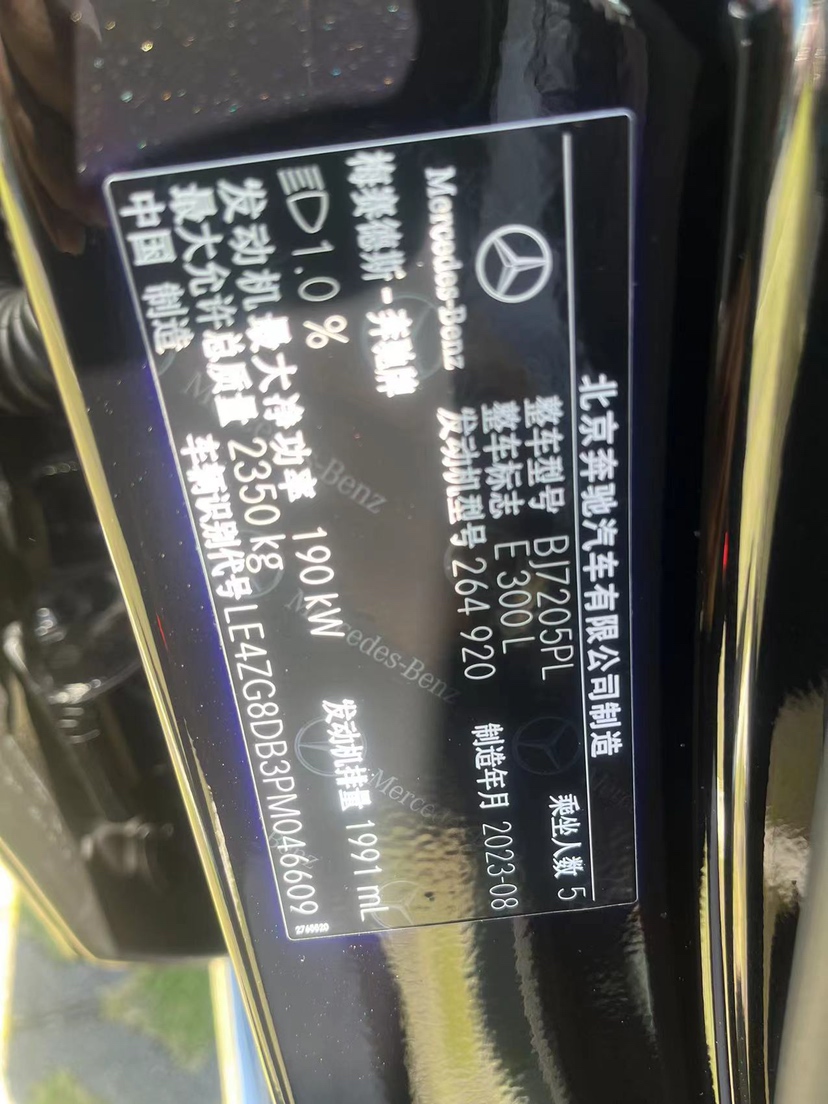 北京奔驰汽车有限公司制造
Mercedes-Benz
梅赛德斯-奔驰牌
整车型号 BJ7205PL
乘坐人数 5
整车标志 E 300 L
发动机型号 264 920
制造年月 2023-08
1.0 %
发动机最大净功率 190 kW
发动机排量 1991 mL
最大允许总质量 2350 kg
中国 制造
车辆识别代号 LE4ZG8DB3PM046609
2760020